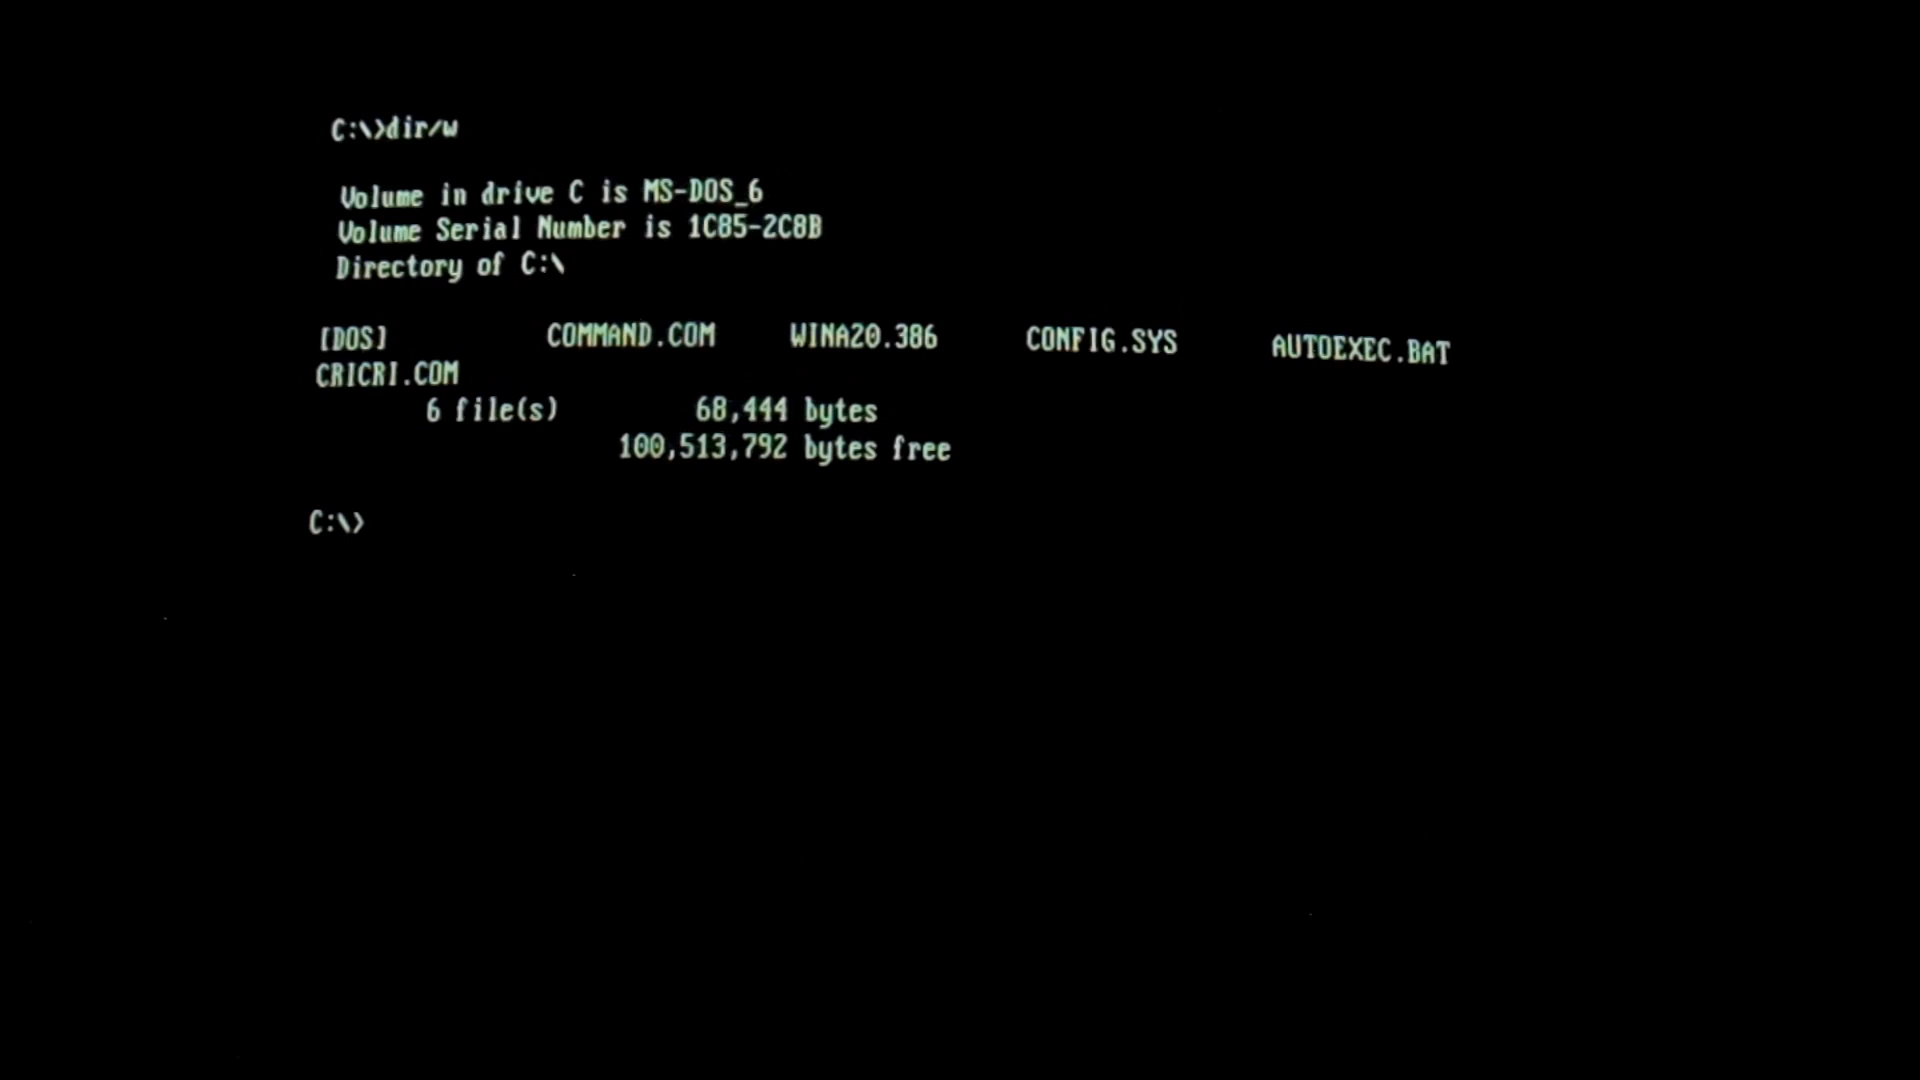 C:\>dir/w
Volume in drive C is MS-DOS_6
Volume Serial Number is 1C85-2C8B
Directory of C:\
[DOS] COMMAND.COM WINA20.386 CONFIG.SYS AUTOEXEC.BAT
CRICRI.COM
6 file(s) 68,444 bytes
100,513,792 bytes free
C:\>